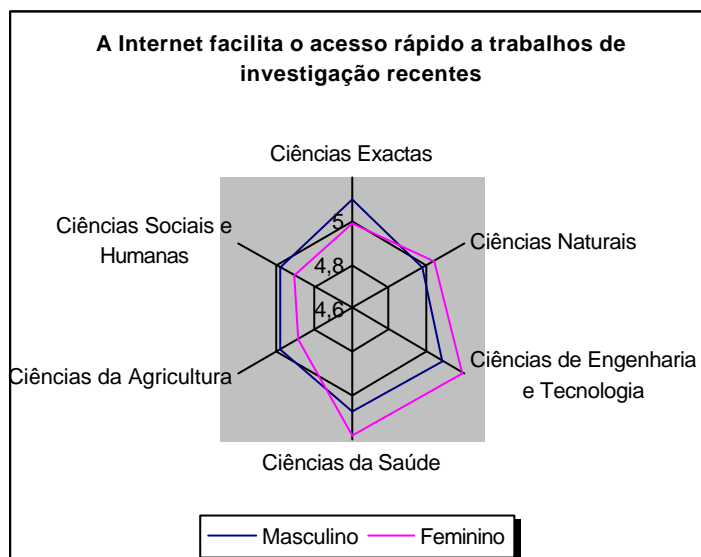 A Internet facilita o acesso rápido a trabalhos de
investigação recentes
Ciências Exactas
Ciências Sociais e
Humanas
5
Ciências Naturais
4,8
4,6
Ciências da Agricultura
Ciências de Engenharia
e Tecnologia
Ciências da Saúde
Masculino
Feminino